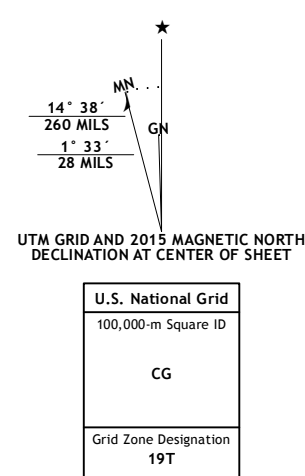 MN
GN
14° 38´
260 MILS
1° 33´
28 MILS
UTM GRID AND 2015 MAGNETIC NORTH
DECLINATION AT CENTER OF SHEET
U.S. National Grid
100,000-m Square ID
CG
Grid Zone Designation
19T